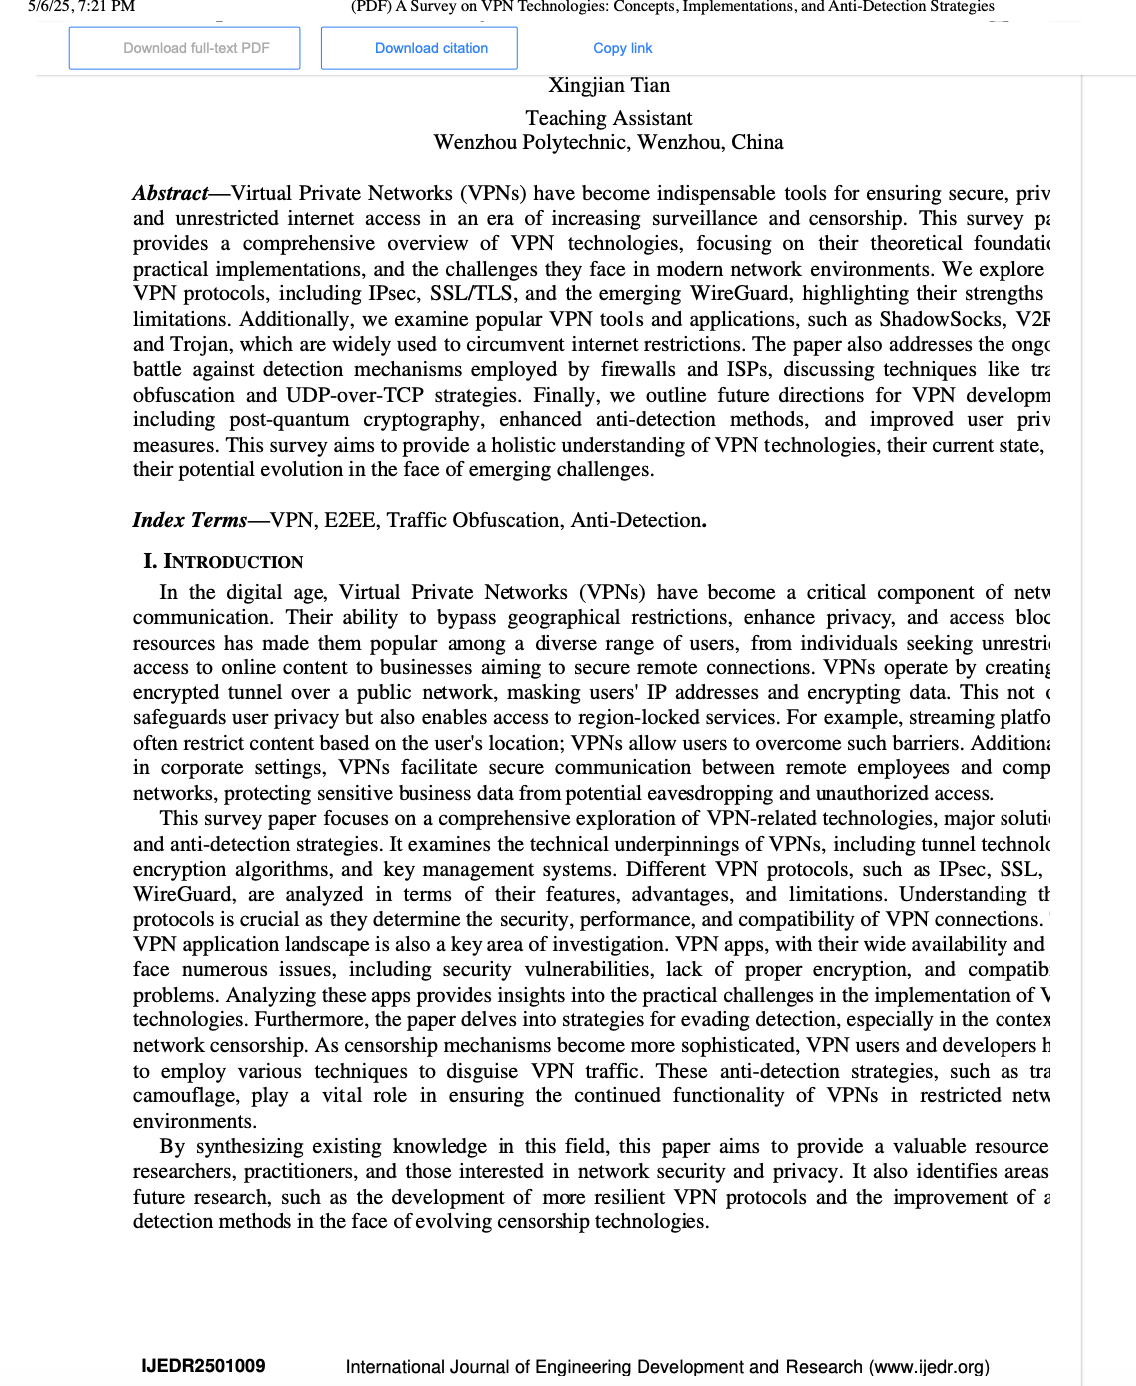 5/6/25, 7:21 PM (PDF) A Survey on VPN Technologies: Concepts, Implementations, and Anti-Detection Strategies
Download full-text PDF Download citation Copy link
Xingjian Tian
Teaching Assistant
Wenzhou Polytechnic, Wenzhou, China
Abstract—Virtual Private Networks (VPNs) have become indispensable tools for ensuring secure, priv
and unrestricted internet access in an era of increasing surveillance and censorship. This survey pa
provides a comprehensive overview of VPN technologies, focusing on their theoretical foundatio
practical implementations, and the challenges they face in modern network environments. We explore
VPN protocols, including IPsec, SSL/TLS, and the emerging WireGuard, highlighting their strengths
limitations. Additionally, we examine popular VPN tools and applications, such as ShadowSocks, V2R
and Trojan, which are widely used to circumvent internet restrictions. The paper also addresses the ongo
battle against detection mechanisms employed by firewalls and ISPs, discussing techniques like tra
obfuscation and UDP-over-TCP strategies. Finally, we outline future directions for VPN developm
including post-quantum cryptography, enhanced anti-detection methods, and improved user priv
measures. This survey aims to provide a holistic understanding of VPN technologies, their current state,
their potential evolution in the face of emerging challenges.
Index Terms—VPN, E2EE, Traffic Obfuscation, Anti-Detection.
I. INTRODUCTION
In the digital age, Virtual Private Networks (VPNs) have become a critical component of netw
communication. Their ability to bypass geographical restrictions, enhance privacy, and access bloc
resources has made them popular among a diverse range of users, from individuals seeking unrestri
access to online content to businesses aiming to secure remote connections. VPNs operate by creating
encrypted tunnel over a public network, masking users' IP addresses and encrypting data. This not o
safeguards user privacy but also enables access to region-locked services. For example, streaming platfo
often restrict content based on the user's location; VPNs allow users to overcome such barriers. Additiona
in corporate settings, VPNs facilitate secure communication between remote employees and comp
networks, protecting sensitive business data from potential eavesdropping and unauthorized access.
This survey paper focuses on a comprehensive exploration of VPN-related technologies, major soluti
and anti-detection strategies. It examines the technical underpinnings of VPNs, including tunnel technolo
encryption algorithms, and key management systems. Different VPN protocols, such as IPsec, SSL,
WireGuard, are analyzed in terms of their features, advantages, and limitations. Understanding th
protocols is crucial as they determine the security, performance, and compatibility of VPN connections.
VPN application landscape is also a key area of investigation. VPN apps, with their wide availability and
face numerous issues, including security vulnerabilities, lack of proper encryption, and compatib
problems. Analyzing these apps provides insights into the practical challenges in the implementation of V
technologies. Furthermore, the paper delves into strategies for evading detection, especially in the contex
network censorship. As censorship mechanisms become more sophisticated, VPN users and developers h
to employ various techniques to disguise VPN traffic. These anti-detection strategies, such as tra
camouflage, play a vital role in ensuring the continued functionality of VPNs in restricted netw
environments.
By synthesizing existing knowledge in this field, this paper aims to provide a valuable resource
researchers, practitioners, and those interested in network security and privacy. It also identifies areas
future research, such as the development of more resilient VPN protocols and the improvement of a
detection methods in the face of evolving censorship technologies.
IJEDR2501009 International Journal of Engineering Development and Research (www.ijedr.org)